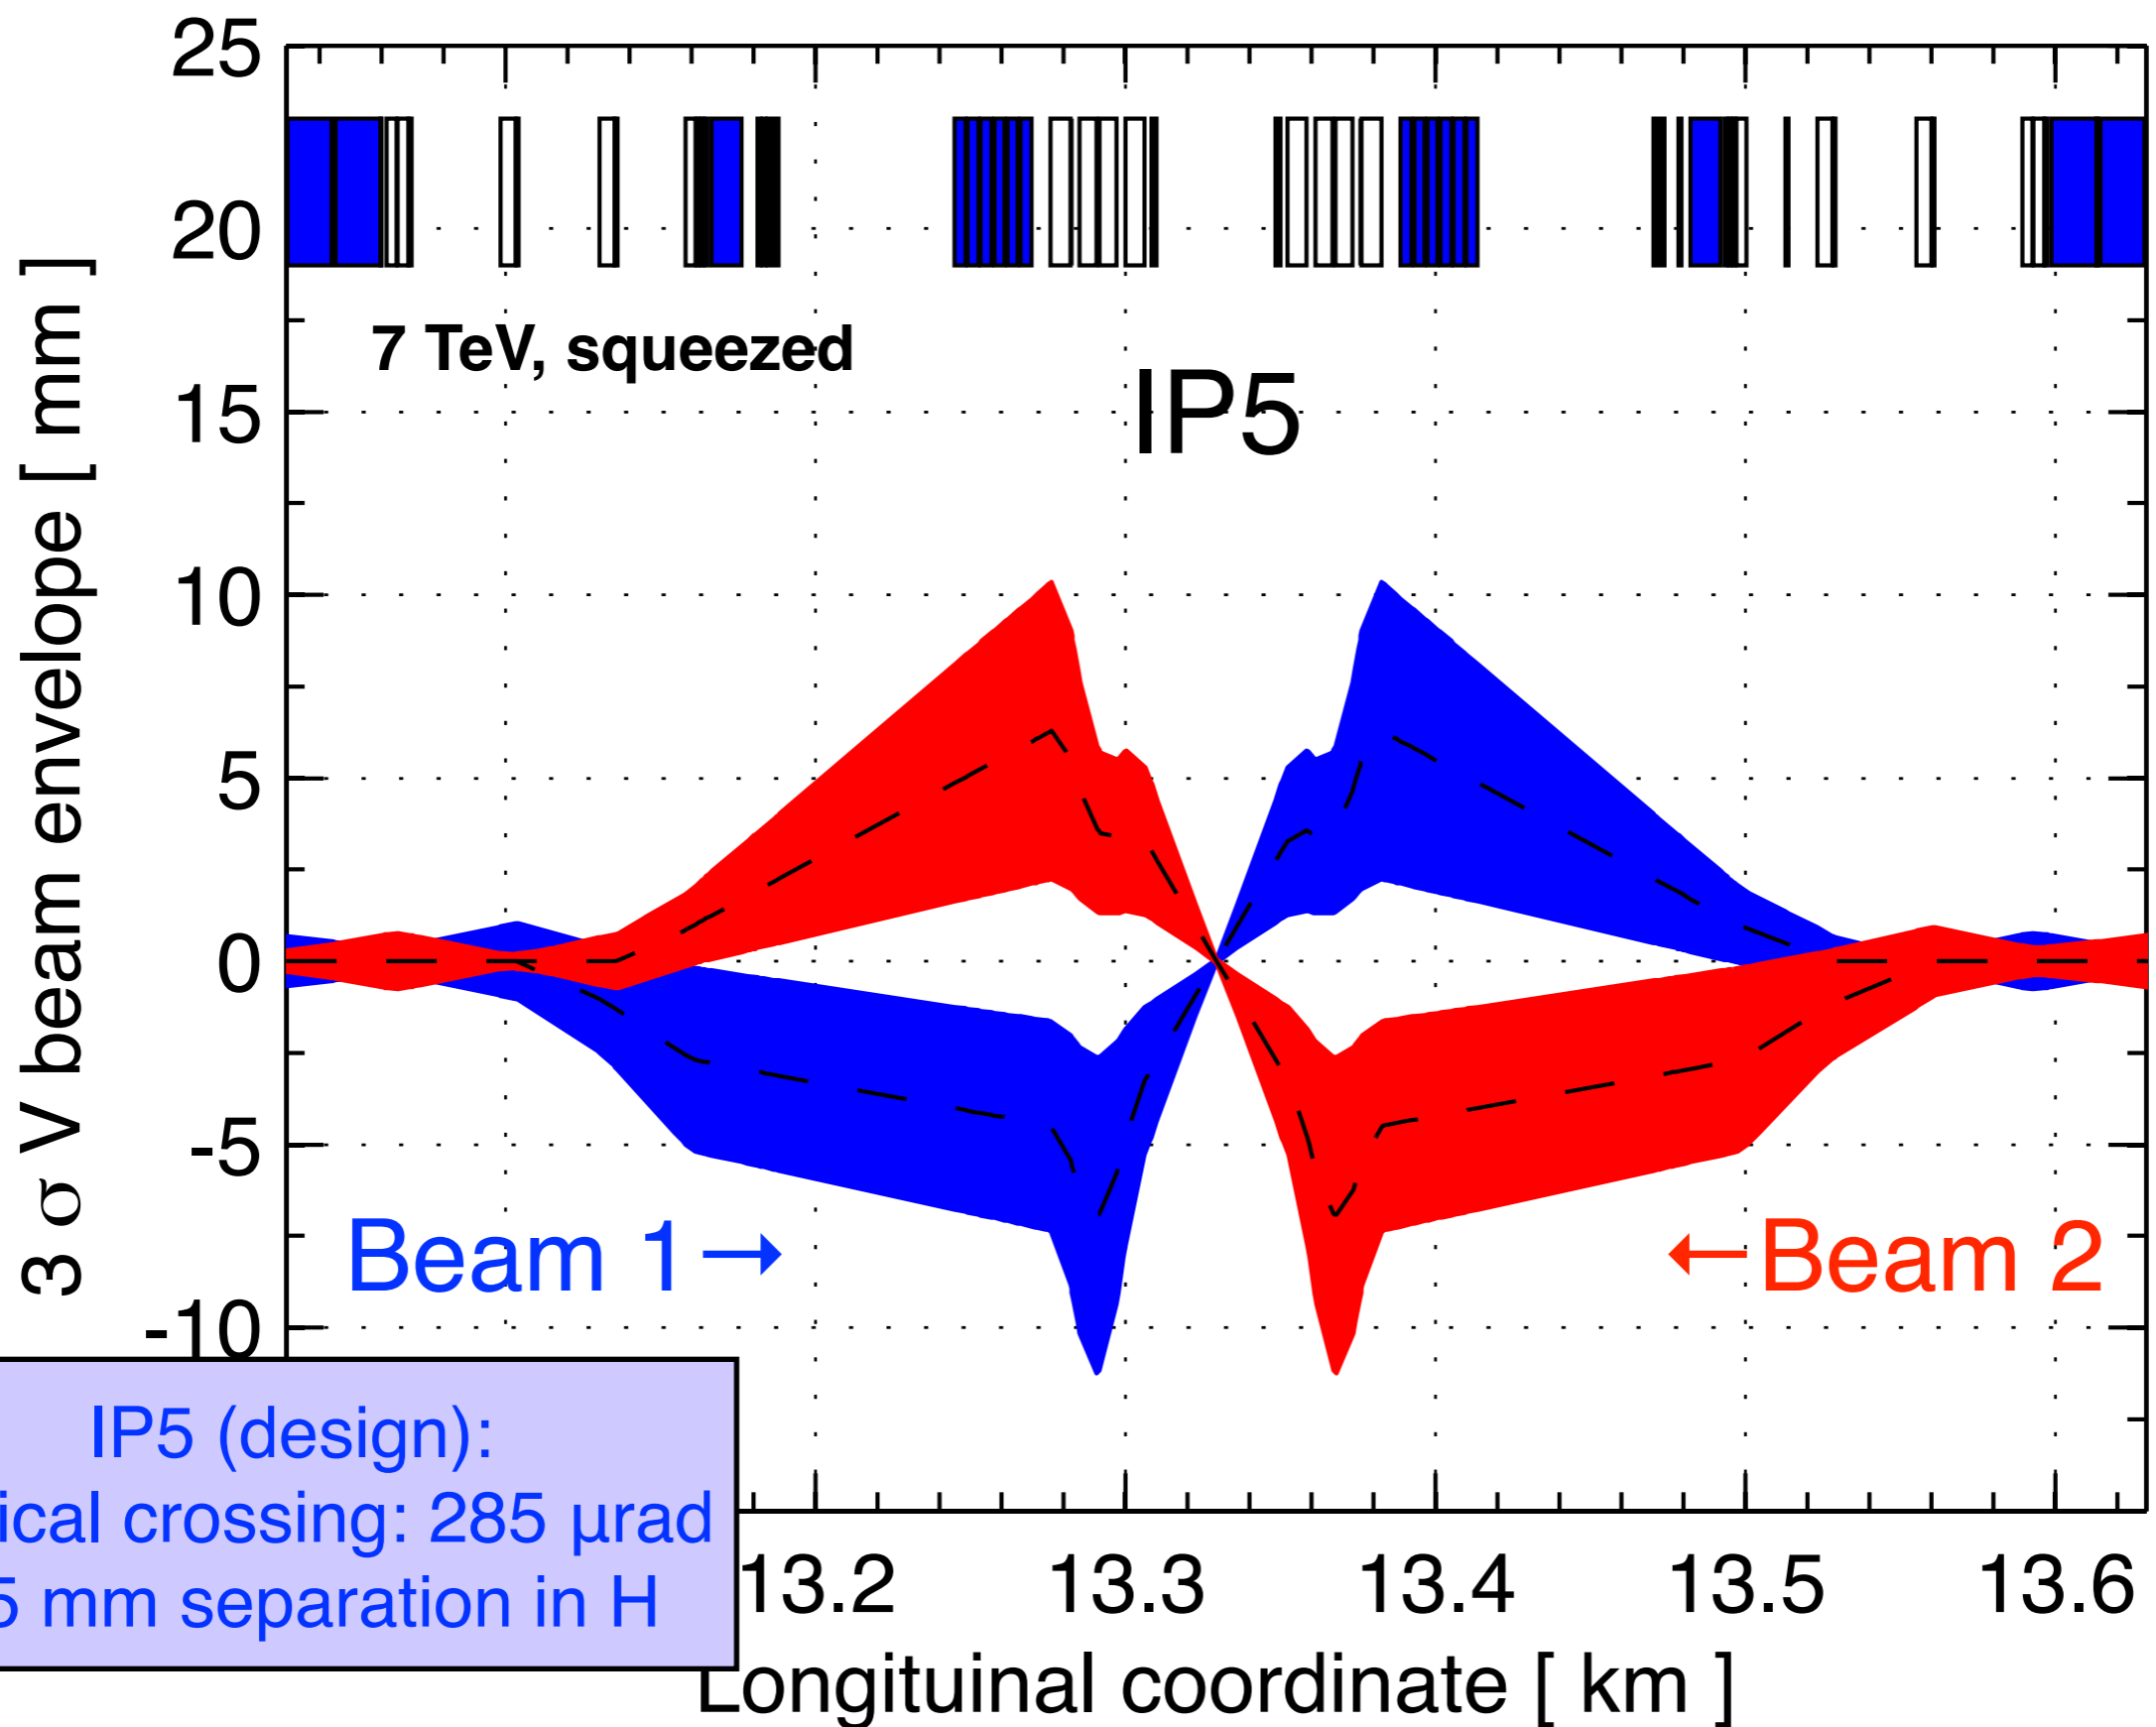 25
20
15
10
5
0
-5
-10
3 σ V beam envelope [ mm ]
7 TeV, squeezed
IP5
Beam 1→
←Beam 2
IP5 (design):
crossing: 285 µrad
mm separation in H
13.2 13.3 13.4 13.5 13.6
Longituinal coordinate [ km ]